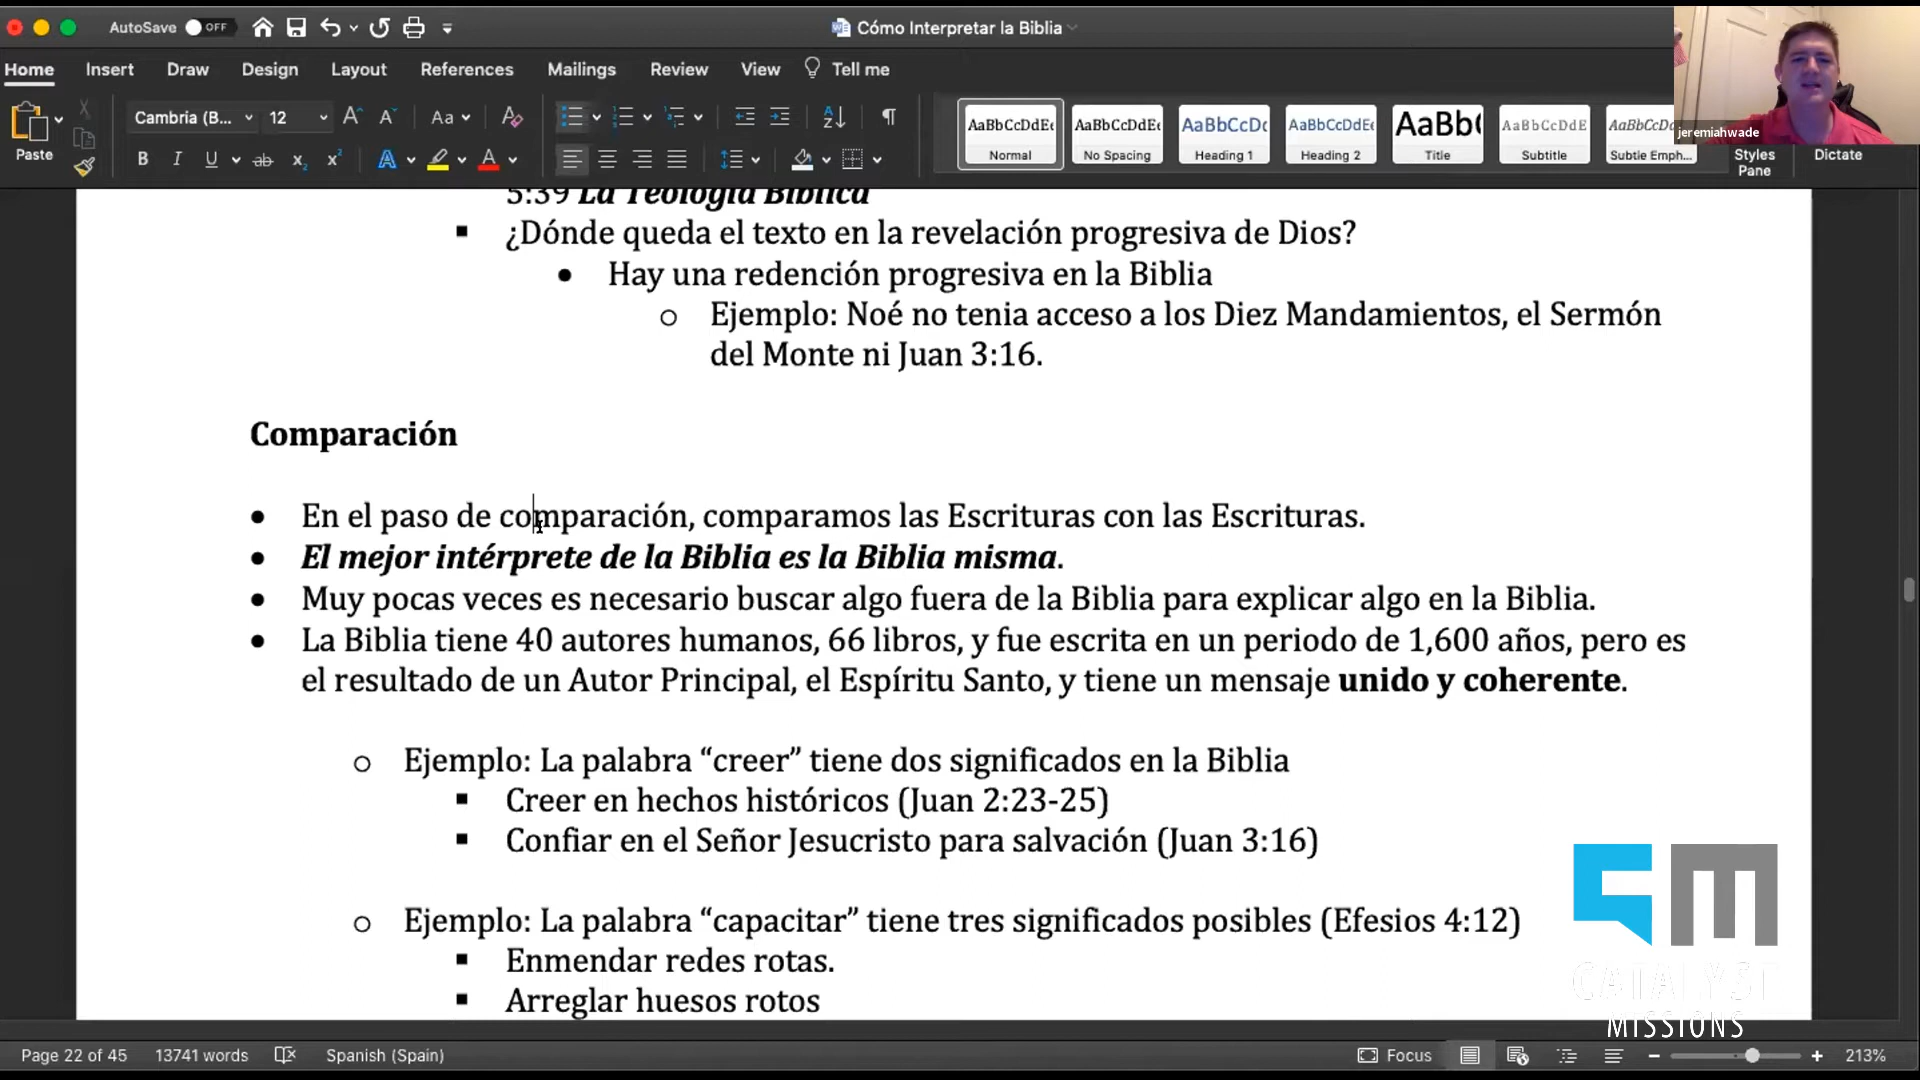 AutoSave OFF
Cómo Interpretar la Biblia
Home Insert Draw Design Layout References Mailings Review View Tell me
Cambria (B... 12 Aa
Paste
B I U ab x₂ x² A A
AaBbCcDdEe AaBbCcDdEe AaBbCcDc AaBbCcDdEe AaBb( AaBbCcDdE AaBbCcDc
Normal No Spacing Heading 1 Heading 2 Title Subtitle Subtle Emph...
Styles Pane
Dictate
jeremiahwade
5:39 La Teología Bíblica
▪ ¿Dónde queda el texto en la revelación progresiva de Dios?
• Hay una redención progresiva en la Biblia
o Ejemplo: Noé no tenia acceso a los Diez Mandamientos, el Sermón
del Monte ni Juan 3:16.
Comparación
• En el paso de comparación, comparamos las Escrituras con las Escrituras.
• El mejor intérprete de la Biblia es la Biblia misma.
• Muy pocas veces es necesario buscar algo fuera de la Biblia para explicar algo en la Biblia.
• La Biblia tiene 40 autores humanos, 66 libros, y fue escrita en un periodo de 1,600 años, pero es
el resultado de un Autor Principal, el Espíritu Santo, y tiene un mensaje unido y coherente.
o Ejemplo: La palabra “creer” tiene dos significados en la Biblia
▪ Creer en hechos históricos (Juan 2:23-25)
▪ Confiar en el Señor Jesucristo para salvación (Juan 3:16)
o Ejemplo: La palabra “capacitar” tiene tres significados posibles (Efesios 4:12)
▪ Enmendar redes rotas.
▪ Arreglar huesos rotos
CATALYST
MISSIONS
Page 22 of 45 13741 words Spanish (Spain) Focus 213%